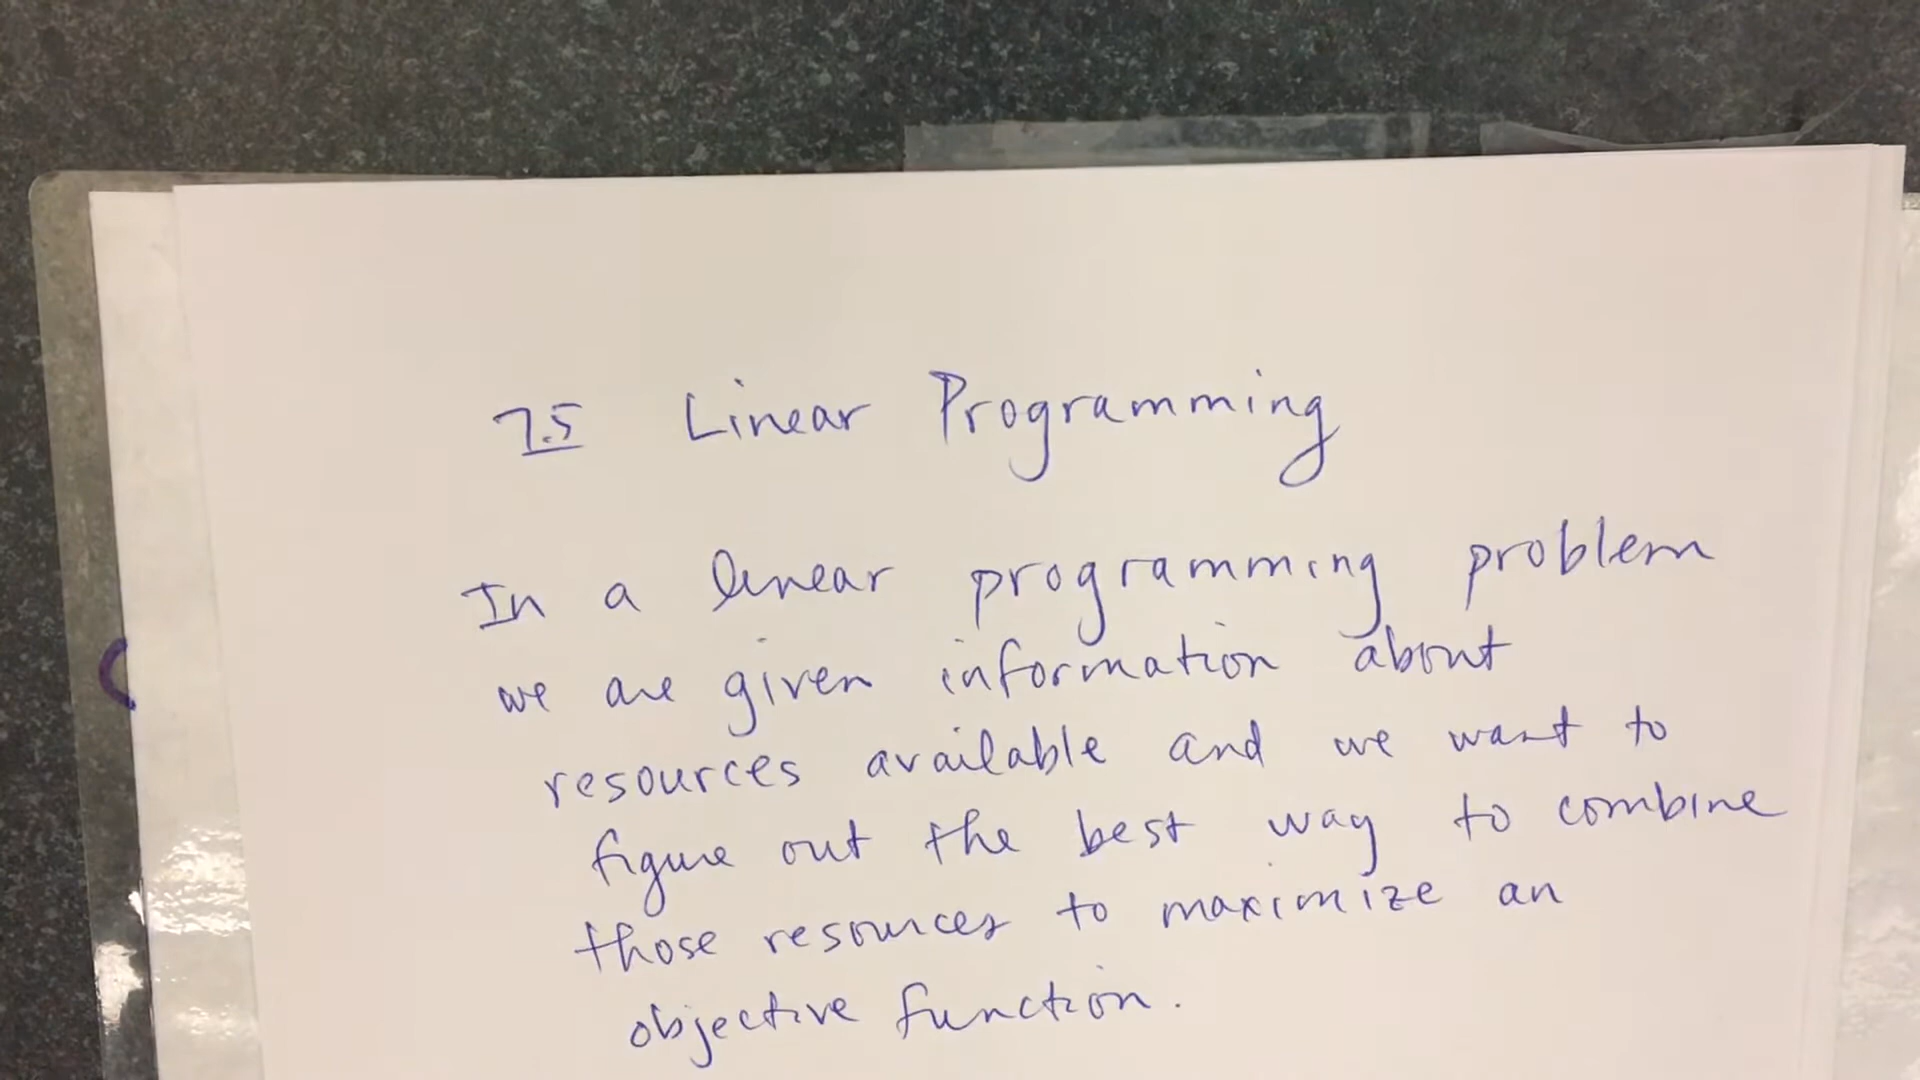 7.5 Linear Programming
In a linear programming problem
we are given information about
resources available and we want to
figure out the best way to combine
those resources to maximize an
objective function.